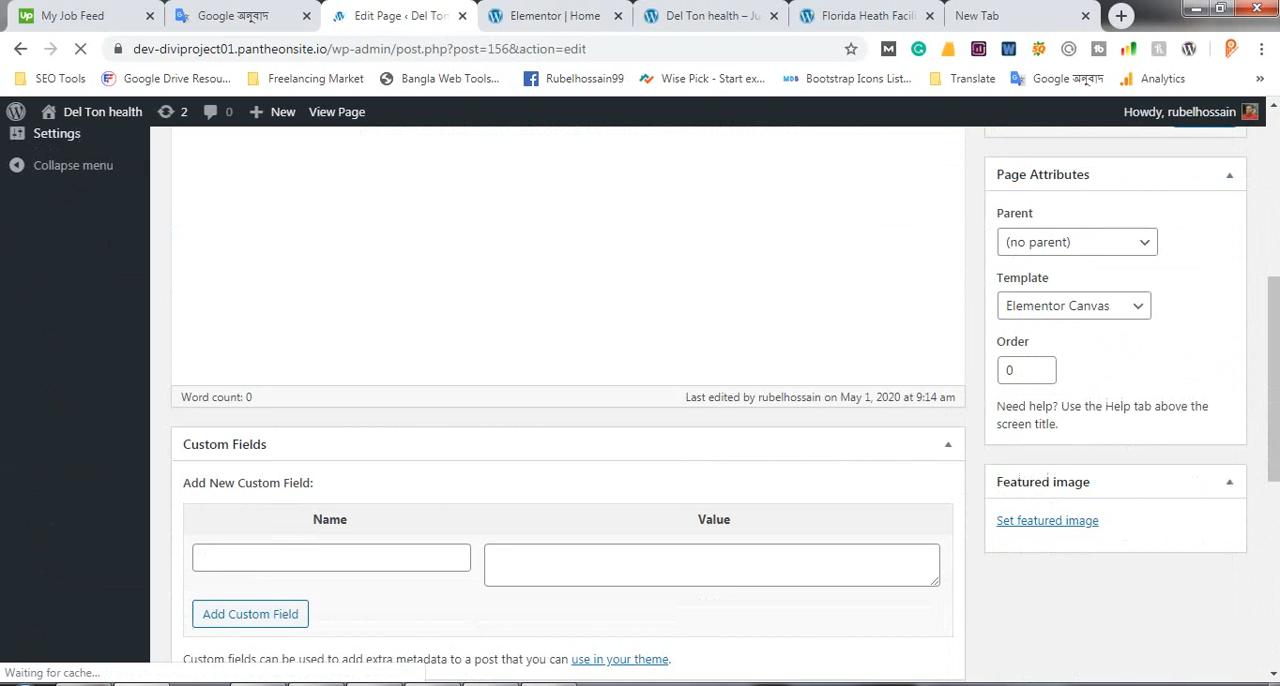 My Job Feed
Google অনুবাদ
Edit Page ‹ Del Ton
Elementor | Home
Del Ton health – Ju
Florida Heath Facili
New Tab
dev-diviproject01.pantheonsite.io/wp-admin/post.php?post=156&action=edit
SEO Tools
Google Drive Resou...
Freelancing Market
Bangla Web Tools...
Rubelhossain99
Wise Pick - Start ex...
Bootstrap Icons List...
Translate
Google অনুবাদ
Analytics
»
Del Ton health
2
0
New
View Page
Howdy, rubelhossain
Settings
Collapse menu
Page Attributes
Parent
(no parent)
Template
Elementor Canvas
Order
0
Need help? Use the Help tab above the
screen title.
Word count: 0
Last edited by rubelhossain on May 1, 2020 at 9:14 am
Custom Fields
Add New Custom Field:
Name
Value
Add Custom Field
Custom fields can be used to add extra metadata to a post that you can use in your theme.
Featured image
Set featured image
Waiting for cache...